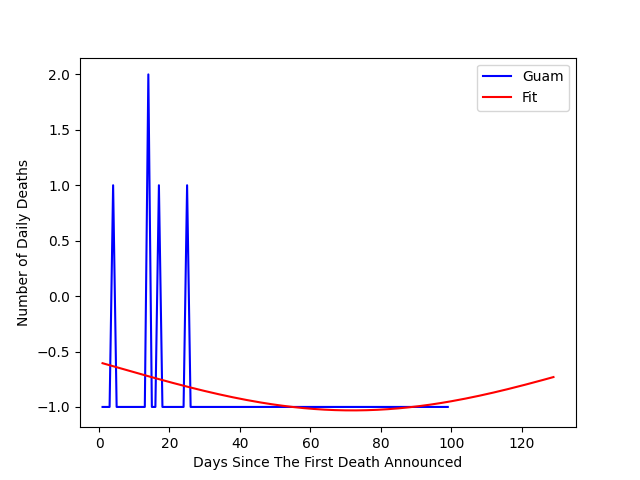 Guam
Fit
2.0
1.5
1.0
0.5
0.0
−0.5
−1.0
0 20 40 60 80 100 120
Number of Daily Deaths
Days Since The First Death Announced